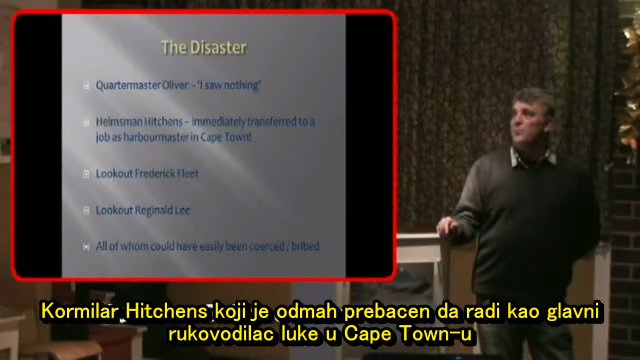 The Disaster
Quartermaster Oliver - 'I saw nothing'
Helmsman Hitchens – immediately transferred to a
job as harbourmaster in Cape Town!
Lookout Frederick Fleet
Lookout Reginald Lee
All of whom could have easily been coerced / bribed
Kormilar Hitchens koji je odmah prebacen da radi kao glavni
rukovodilac luke u Cape Town-u